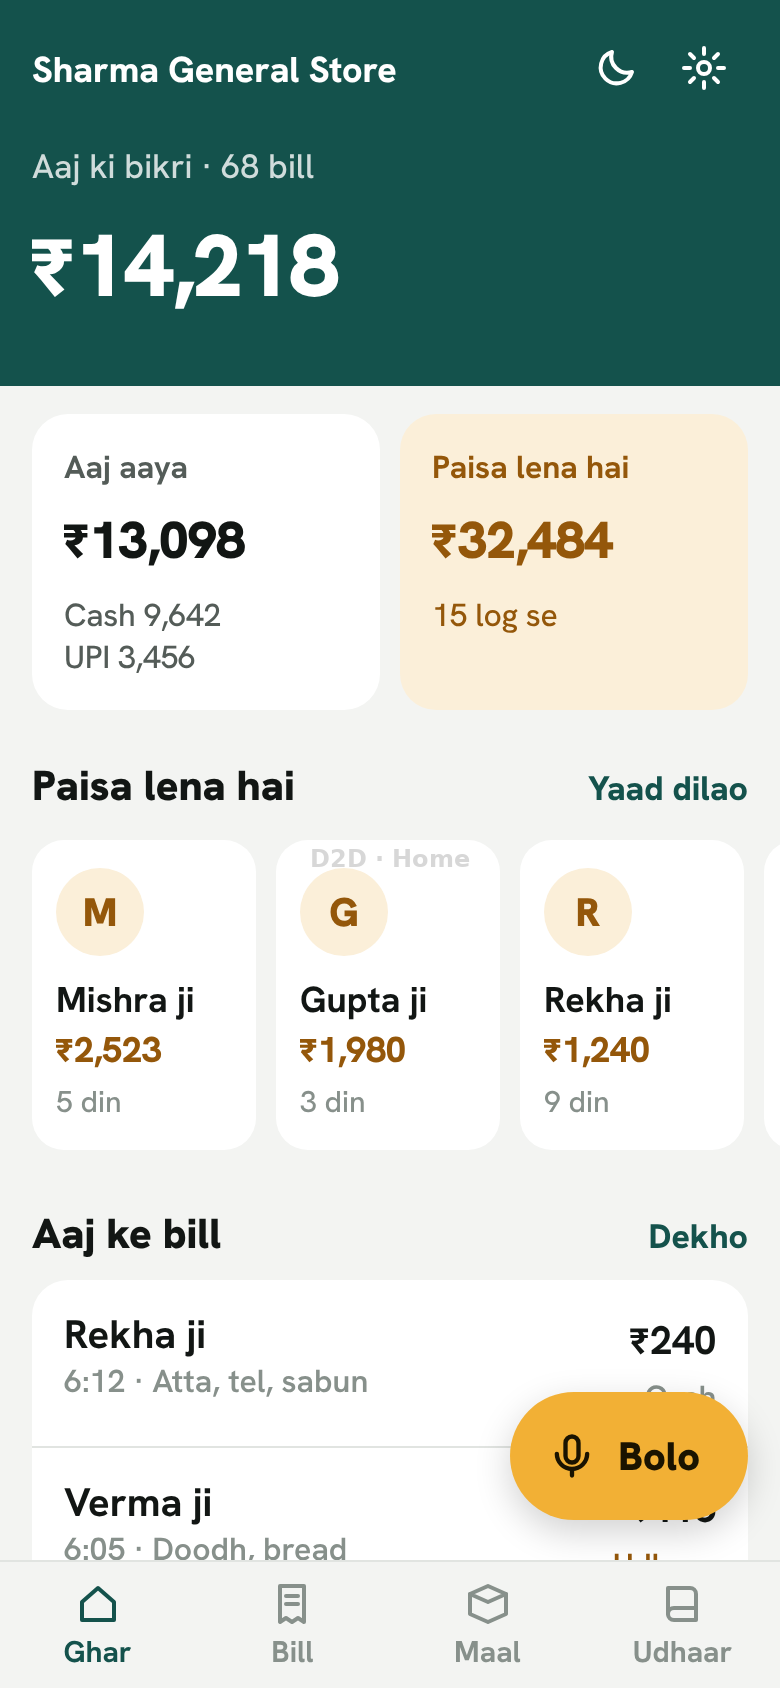 Sharma General Store
Aaj ki bikri · 68 bill
₹14,218
Aaj aaya
₹13,098
Cash 9,642
UPI 3,456
Paisa lena hai
₹32,484
15 log se
Paisa lena hai
Yaad dilao
D2D · Home
M
Mishra ji
₹2,523
5 din
G
Gupta ji
₹1,980
3 din
R
Rekha ji
₹1,240
9 din
Aaj ke bill
Dekho
Rekha ji
₹240
6:12 · Atta, tel, sabun
Verma ji
6:05 · Doodh, bread
Bolo
Ghar
Bill
Maal
Udhaar